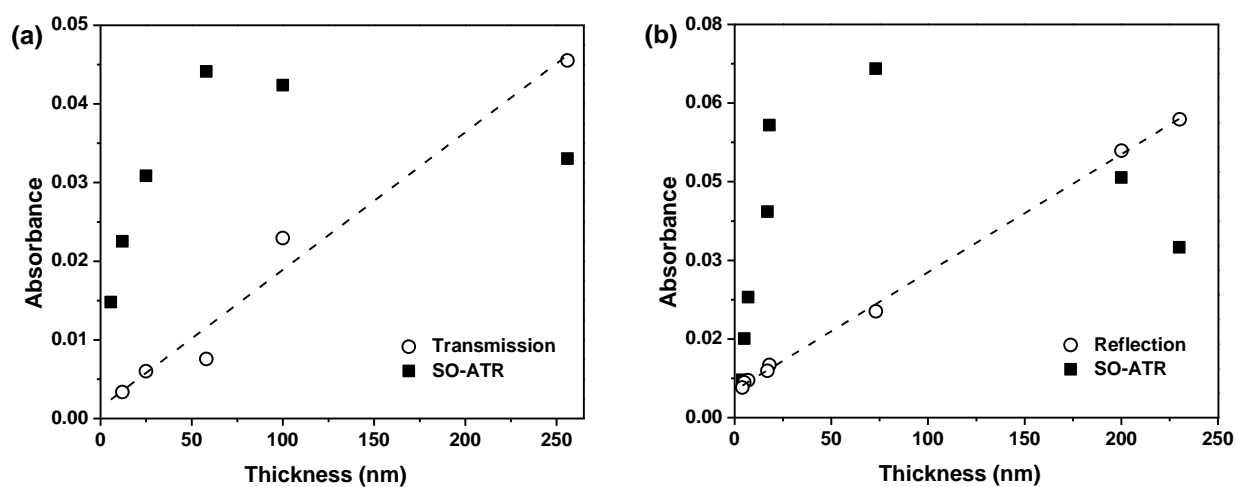 (a)
0.05
0.04
0.03
0.02
0.01
0.00
Absorbance
Transmission
SO-ATR
0 50 100 150 200 250
Thickness (nm)
(b)
0.08
0.06
0.05
0.03
0.02
0.00
Absorbance
Reflection
SO-ATR
0 50 100 150 200 250
Thickness (nm)